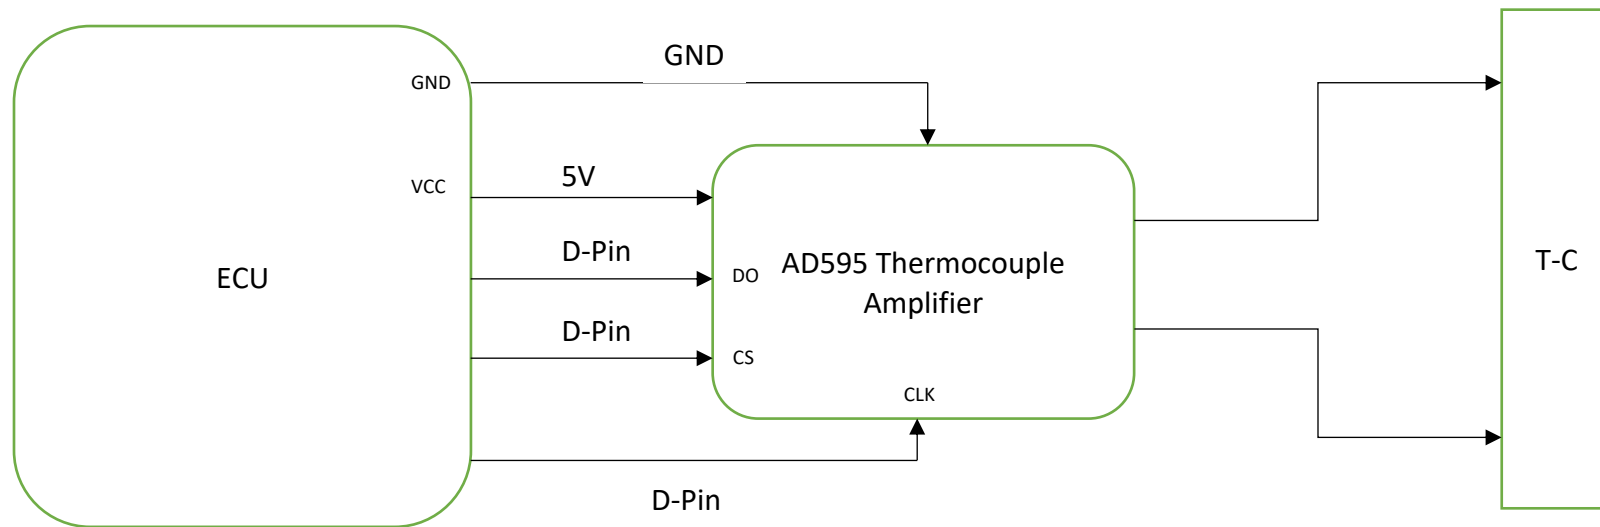 GND
GND
5V
VCC
D-Pin
ECU
DO
AD595 Thermocouple
Amplifier
T-C
D-Pin
CS
CLK
D-Pin